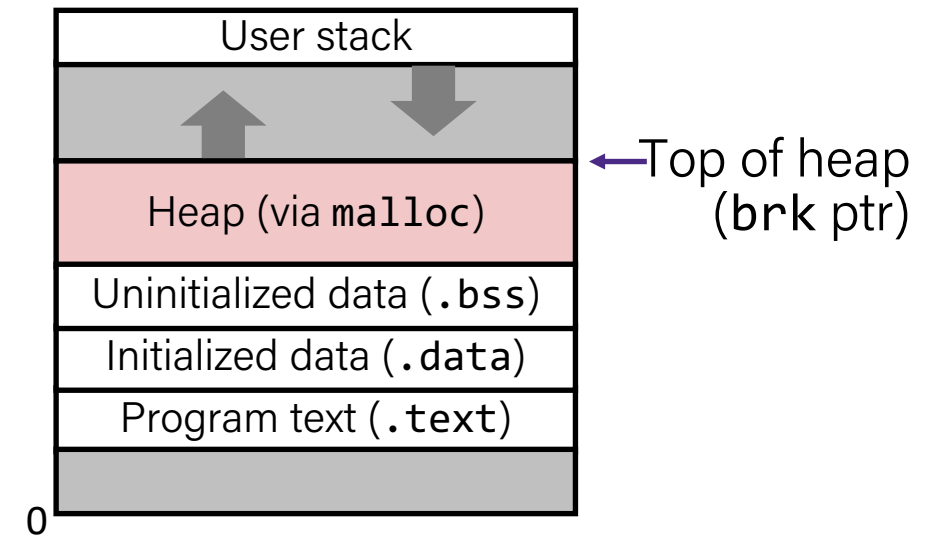 User stack
Top of heap
(brk ptr)
Heap (via malloc)
Uninitialized data (.bss)
Initialized data (.data)
Program text (.text)
0